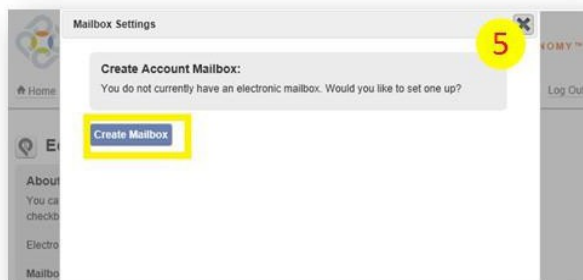 Mailbox Settings
5
Create Account Mailbox:
You do not currently have an electronic mailbox. Would you like to set one up?
Create Mailbox
Home
Log Out
About
You ca
checkb
Electro
Mailbo